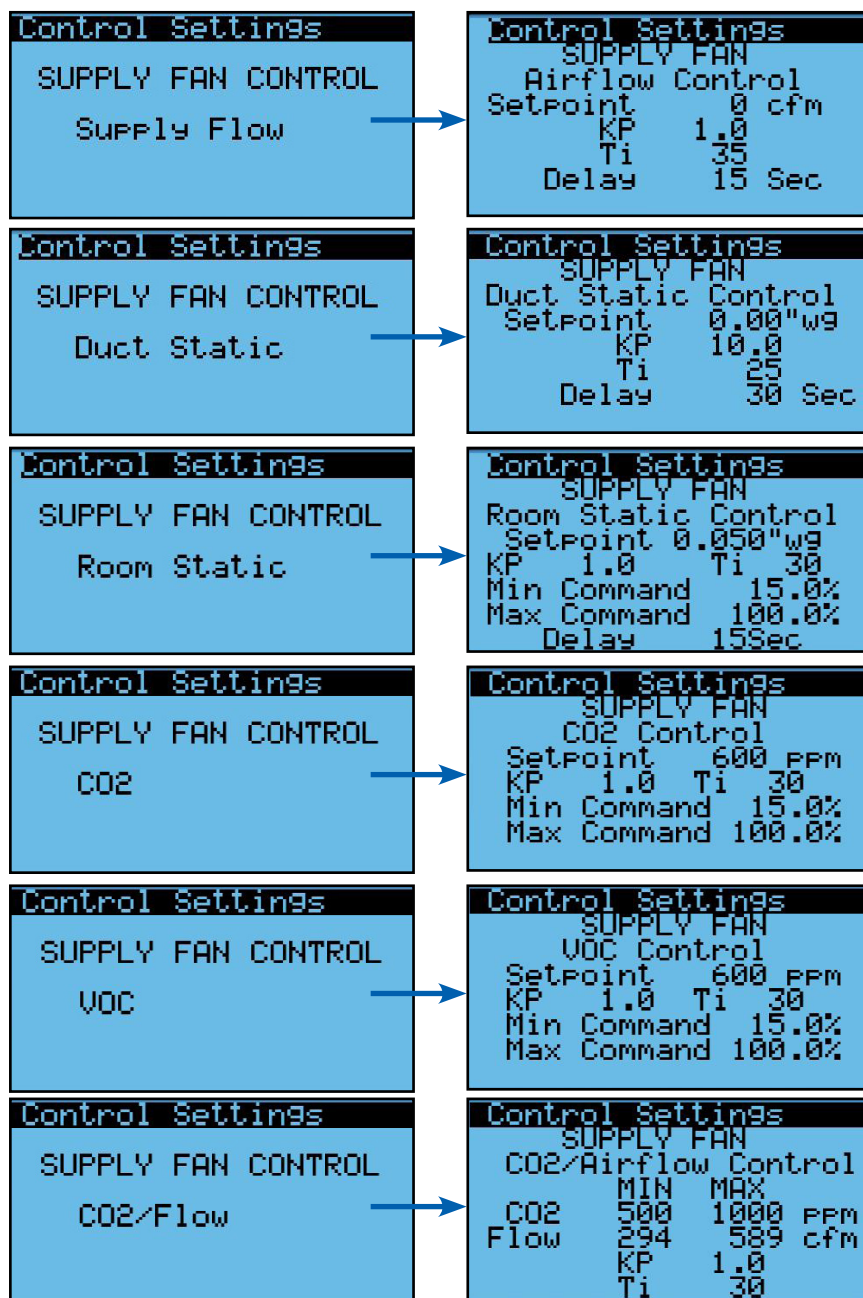 Control Settings
SUPPLY FAN CONTROL
Supply Flow
Control Settings
SUPPLY FAN
Airflow Control
Setpoint 0 cfm
KP 1.0
Ti 35
Delay 15 Sec
Control Settings
SUPPLY FAN CONTROL
Duct Static
Control Settings
SUPPLY FAN
Duct Static Control
Setpoint 0.00"wg
KP 10.0
Ti 25
Delay 30 Sec
Control Settings
SUPPLY FAN CONTROL
Room Static
Control Settings
SUPPLY FAN
Room Static Control
Setpoint 0.050"wg
KP 1.0 Ti 30
Min Command 15.0%
Max Command 100.0%
Delay 15Sec
Control Settings
SUPPLY FAN CONTROL
CO2
Control Settings
SUPPLY FAN
CO2 Control
Setpoint 600 ppm
KP 1.0 Ti 30
Min Command 15.0%
Max Command 100.0%
Control Settings
SUPPLY FAN CONTROL
VOC
Control Settings
SUPPLY FAN
VOC Control
Setpoint 600 ppm
KP 1.0 Ti 30
Min Command 15.0%
Max Command 100.0%
Control Settings
SUPPLY FAN CONTROL
CO2/Flow
Control Settings
SUPPLY FAN
CO2/Airflow Control
MIN MAX
CO2 500 1000 ppm
Flow 294 589 cfm
KP 1.0
Ti 30